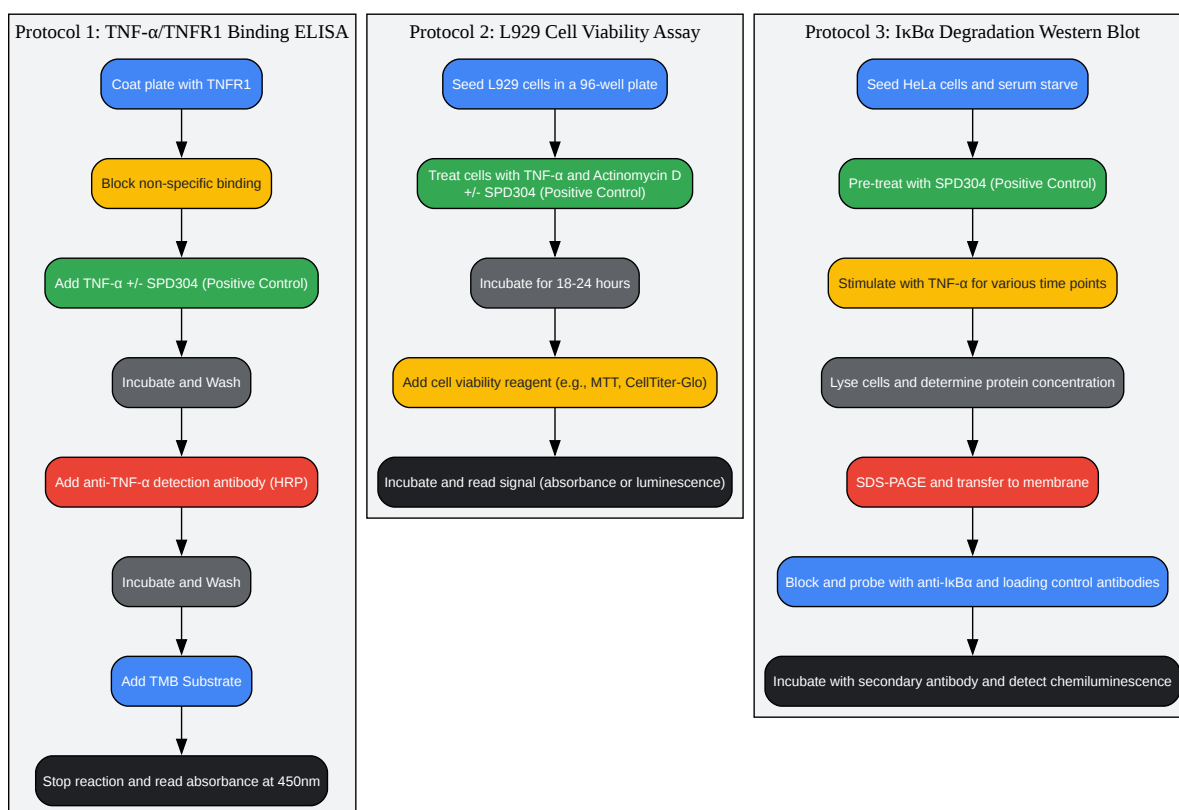 Protocol 1: TNF-α/TNFR1 Binding ELISA
Coat plate with TNFR1
Block non-specific binding
Add TNF-α +/- SPD304 (Positive Control)
Incubate and Wash
Add anti-TNF-α detection antibody (HRP)
Incubate and Wash
Add TMB Substrate
Stop reaction and read absorbance at 450nm
Protocol 2: L929 Cell Viability Assay
Seed L929 cells in a 96-well plate
Treat cells with TNF-α and Actinomycin D
+/- SPD304 (Positive Control)
Incubate for 18-24 hours
Add cell viability reagent (e.g., MTT, CellTiter-Glo)
Incubate and read signal (absorbance or luminescence)
Protocol 3: IκBα Degradation Western Blot
Seed HeLa cells and serum starve
Pre-treat with SPD304 (Positive Control)
Stimulate with TNF-α for various time points
Lyse cells and determine protein concentration
SDS-PAGE and transfer to membrane
Block and probe with anti-IκBα and loading control antibodies
Incubate with secondary antibody and detect chemiluminescence